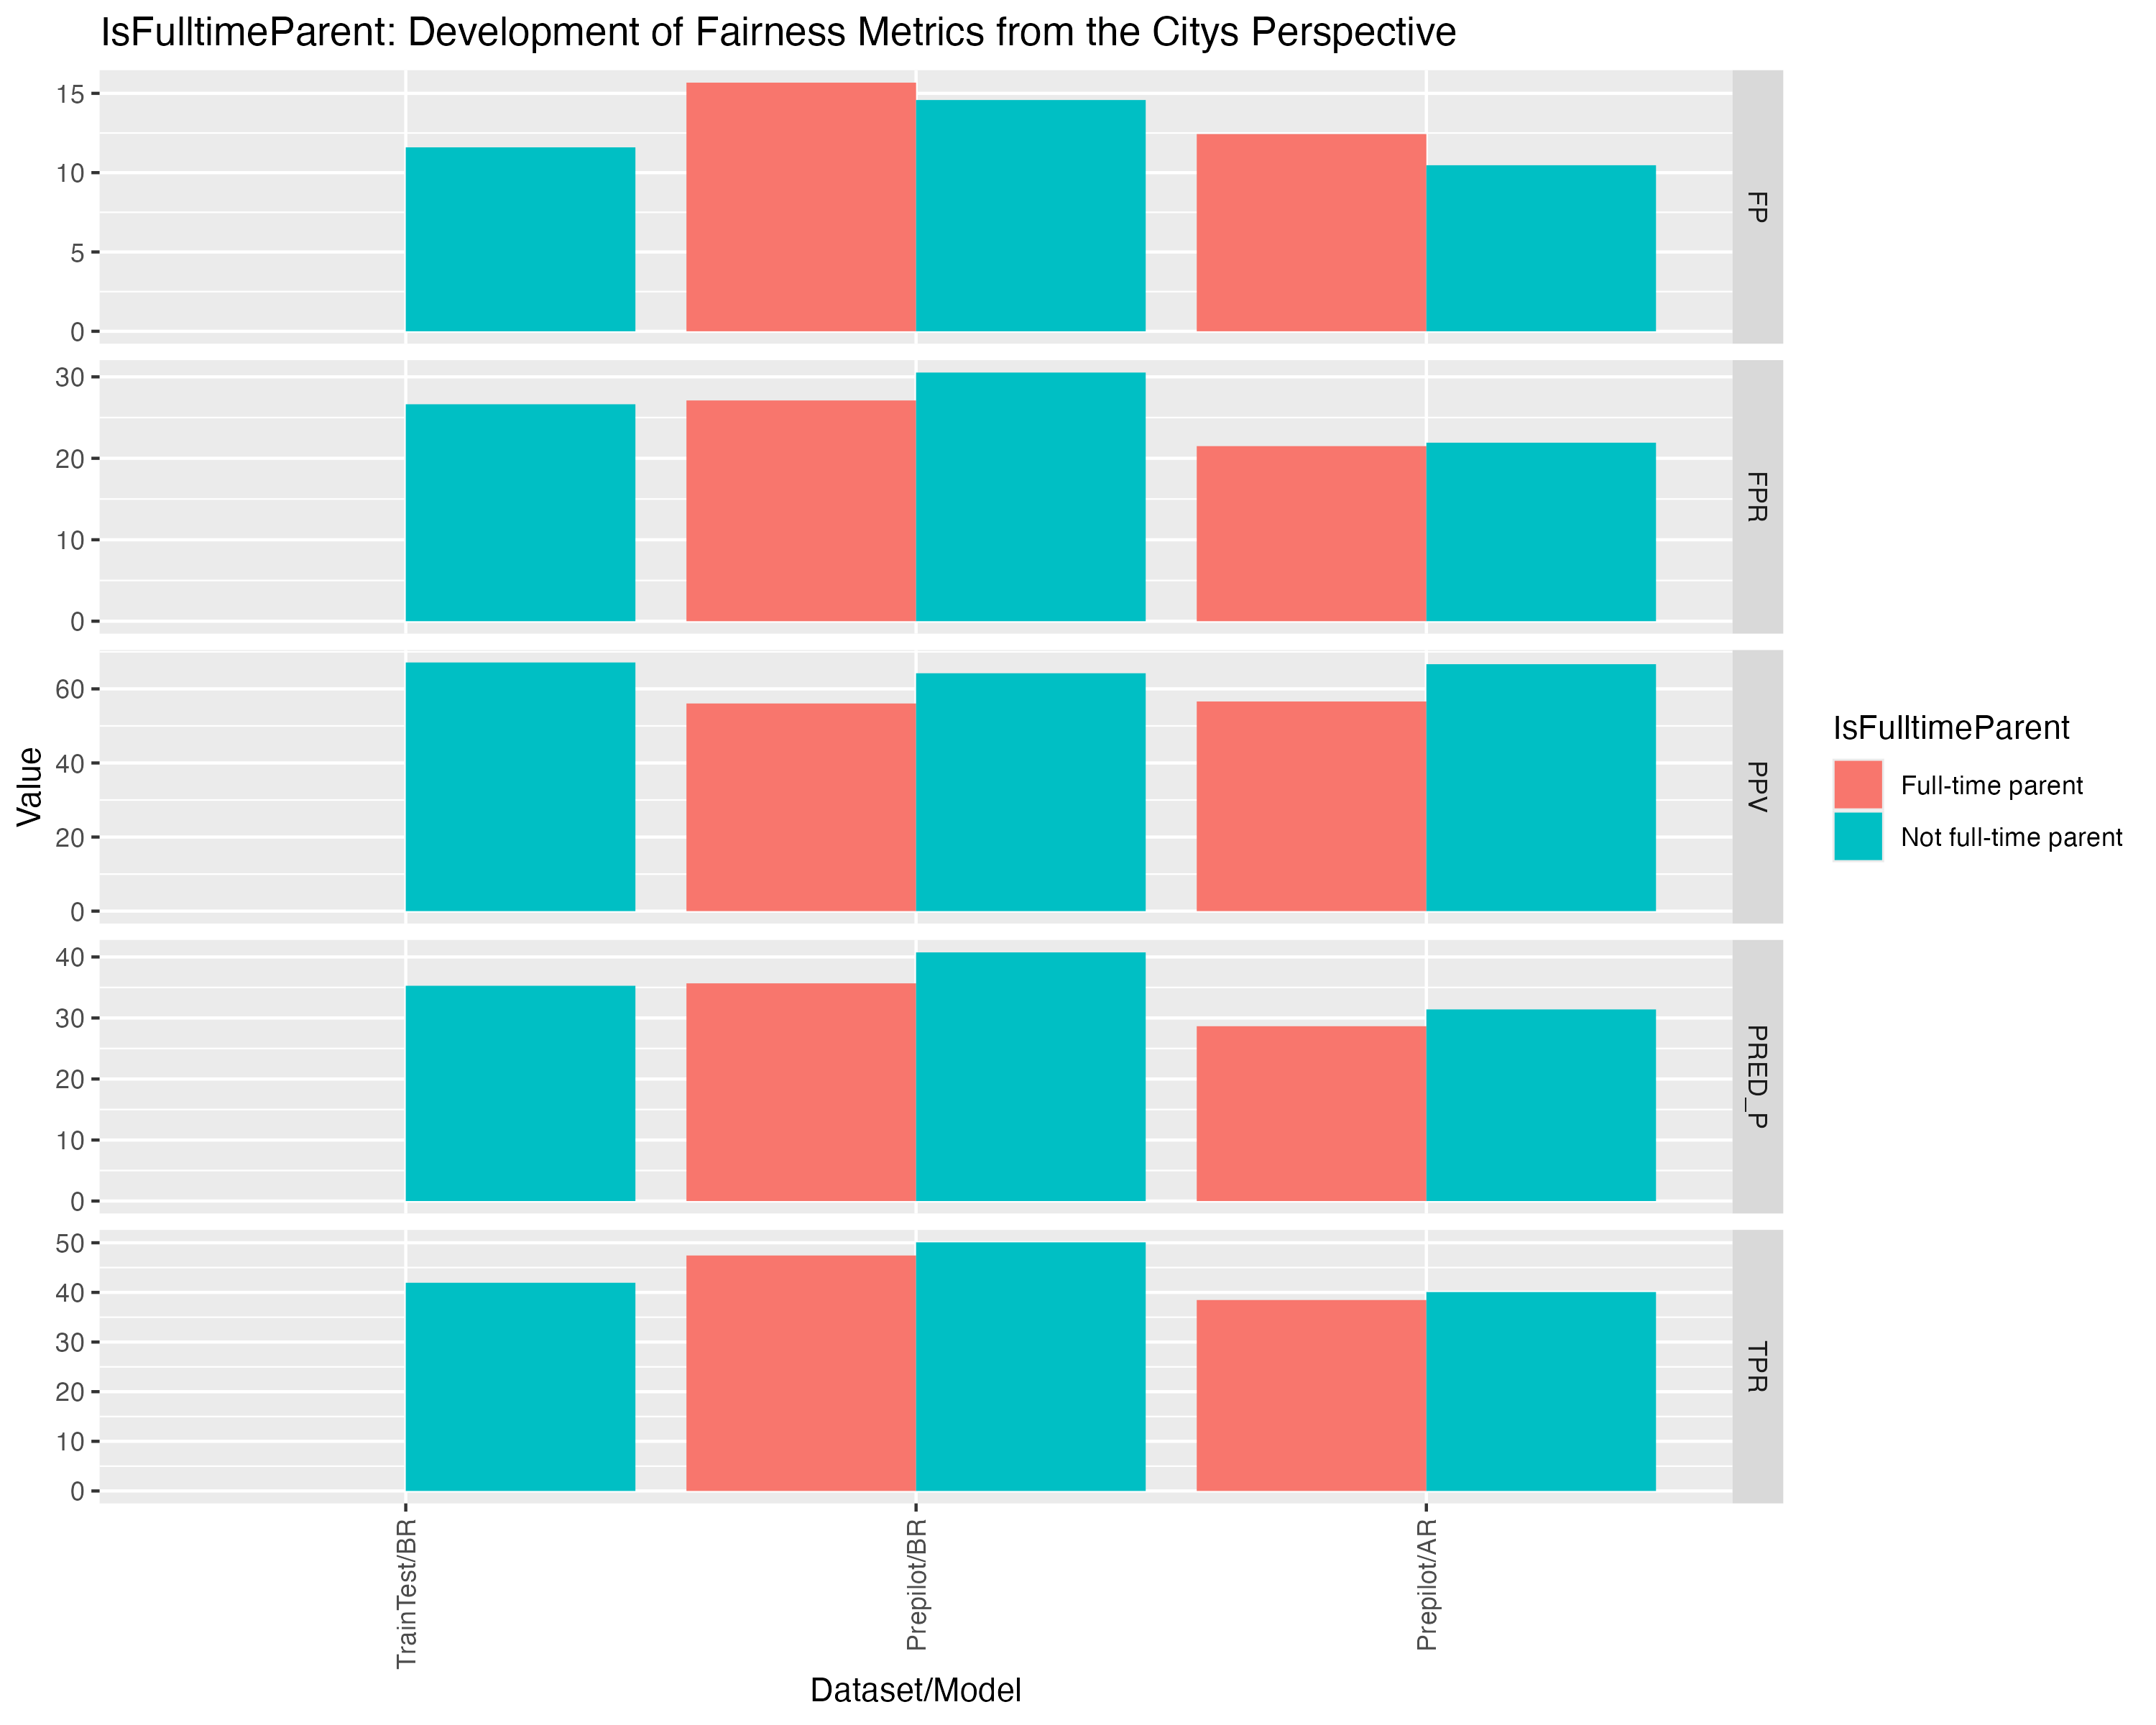 IsFulltimeParent: Development of Fairness Metrics from the Citys Perspective
15
10
5
0
FP
30
20
10
0
FPR
60
40
20
0
PPV
40
30
20
10
0
PRED_P
50
40
30
20
10
0
TPR
Value
TrainTest/BR
Prepilot/BR
Prepilot/AR
Dataset/Model
IsFulltimeParent
Full-time parent
Not full-time parent